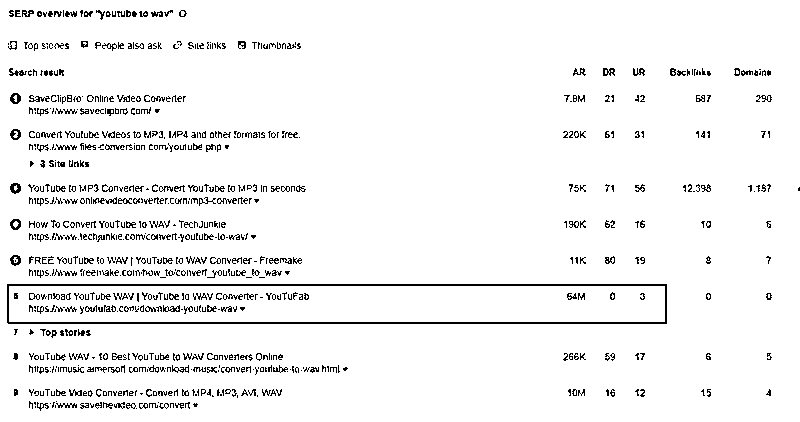 SERP overview for "youtube to wav"
Top stories People also ask Site links Thumbnails
Search result AR DR UR Backlinks Domains
1 SaveClipBro: Online Video Converter 7.8M 21 42 687 290
https://www.saveclipbro.com/
2 Convert Youtube Videos to MP3, MP4 and other formats for free. 220K 51 31 141 71
https://www.files-conversion.com/youtube.php
3 Site links
YouTube to MP3 Converter - Convert YouTube to MP3 in seconds 75K 71 56 12,398 1,187
https://www.onlinevideoconverter.com/mp3-converter
How To Convert YouTube to WAV - TechJunkie 190K 62 16 10 6
https://www.techjunkie.com/convert-youtube-to-wav/
FREE YouTube to WAV | YouTube to WAV Converter - Freemake 11K 80 19 8 7
https://www.freemake.com/how_to/convert_youtube_to_wav
Download YouTube WAV | YouTube to WAV Converter - YouTuFab 64M 0 3 0 0
https://www.youtufab.com/download-youtube-wav
7 Top stories
8 YouTube WAV - 10 Best YouTube to WAV Converters Online 266K 59 17 6 5
https://music.aimersoft.com/download-music/convert-youtube-to-wav.html
9 YouTube Video Converter - Convert to MP4, MP3, AVI, WAV 10M 16 12 15 4
https://www.savethevideo.com/convert